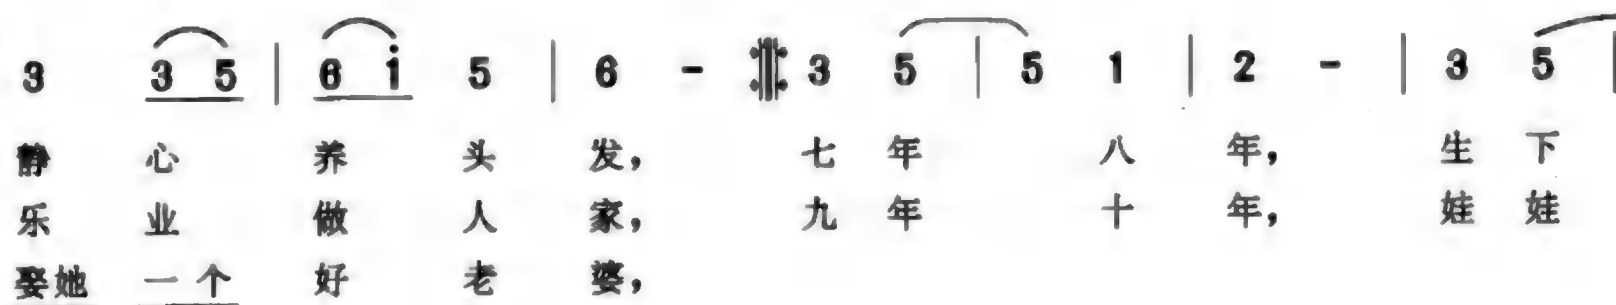 3 3 5 | 6 i 5 | 6 - 3 5 | 5 1 | 2 - | 3 5
静 心 养 头 发， 七 年 八 年， 生 下
乐 业 做 人 家， 九 年 十 年， 娃 娃
娶她 一 个 好 老 婆，